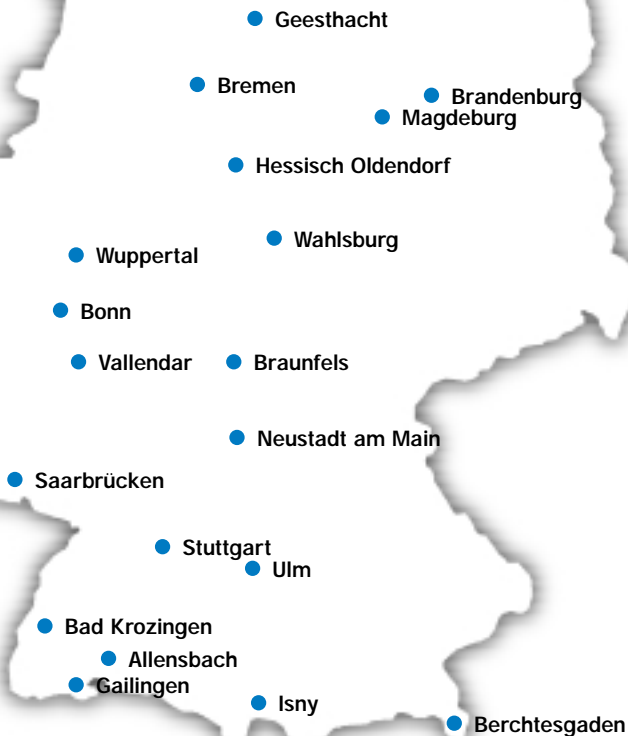 Geesthacht
Bremen
Brandenburg
Magdeburg
Hessisch Oldendorf
Wahlsburg
Wuppertal
Bonn
Vallendar
Braunfels
Neustadt am Main
Saarbrücken
Stuttgart
Ulm
Bad Krozingen
Allensbach
Gailingen
Isny
Berchtesgaden